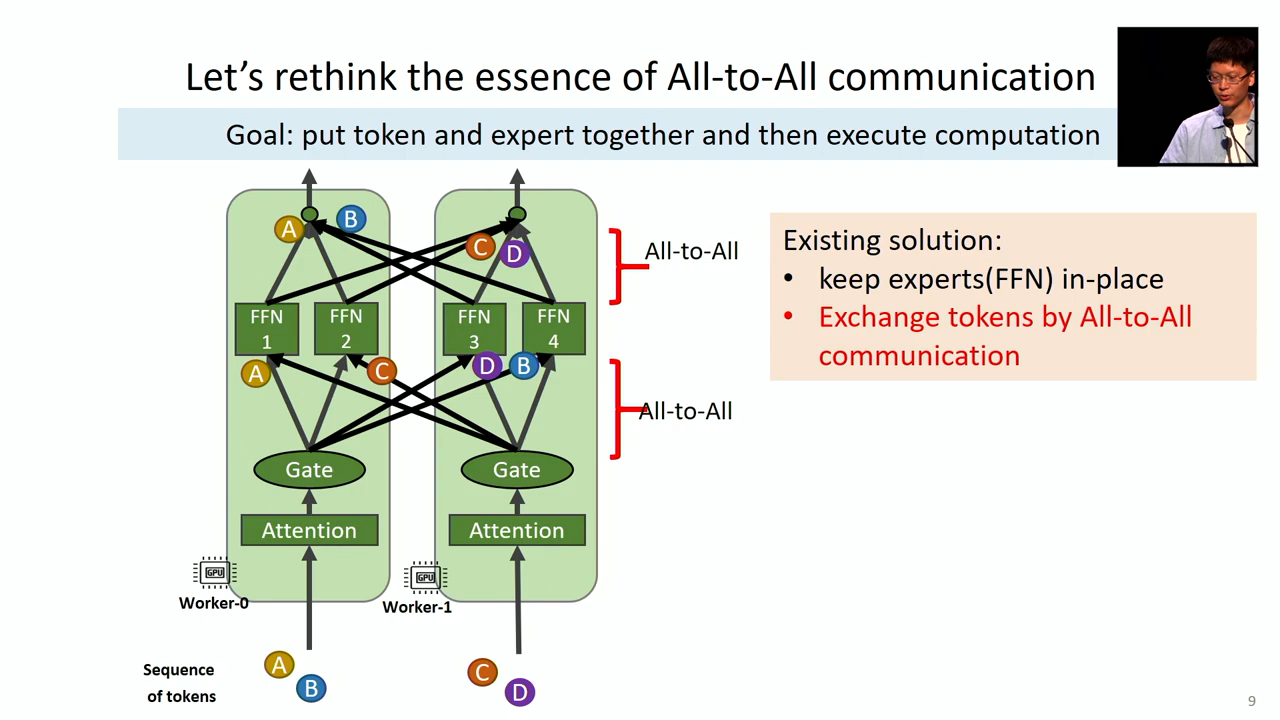 Let's rethink the essence of All-to-All communication
Goal: put token and expert together and then execute computation
A
B
C
D
All-to-All
Existing solution:
• keep experts(FFN) in-place
• Exchange tokens by All-to-All
communication
FFN
1
FFN
2
FFN
3
FFN
4
A
C
D
B
All-to-All
Gate
Gate
Attention
Attention
GPU
Worker-0
GPU
Worker-1
Sequence
of tokens
A
B
C
D
9